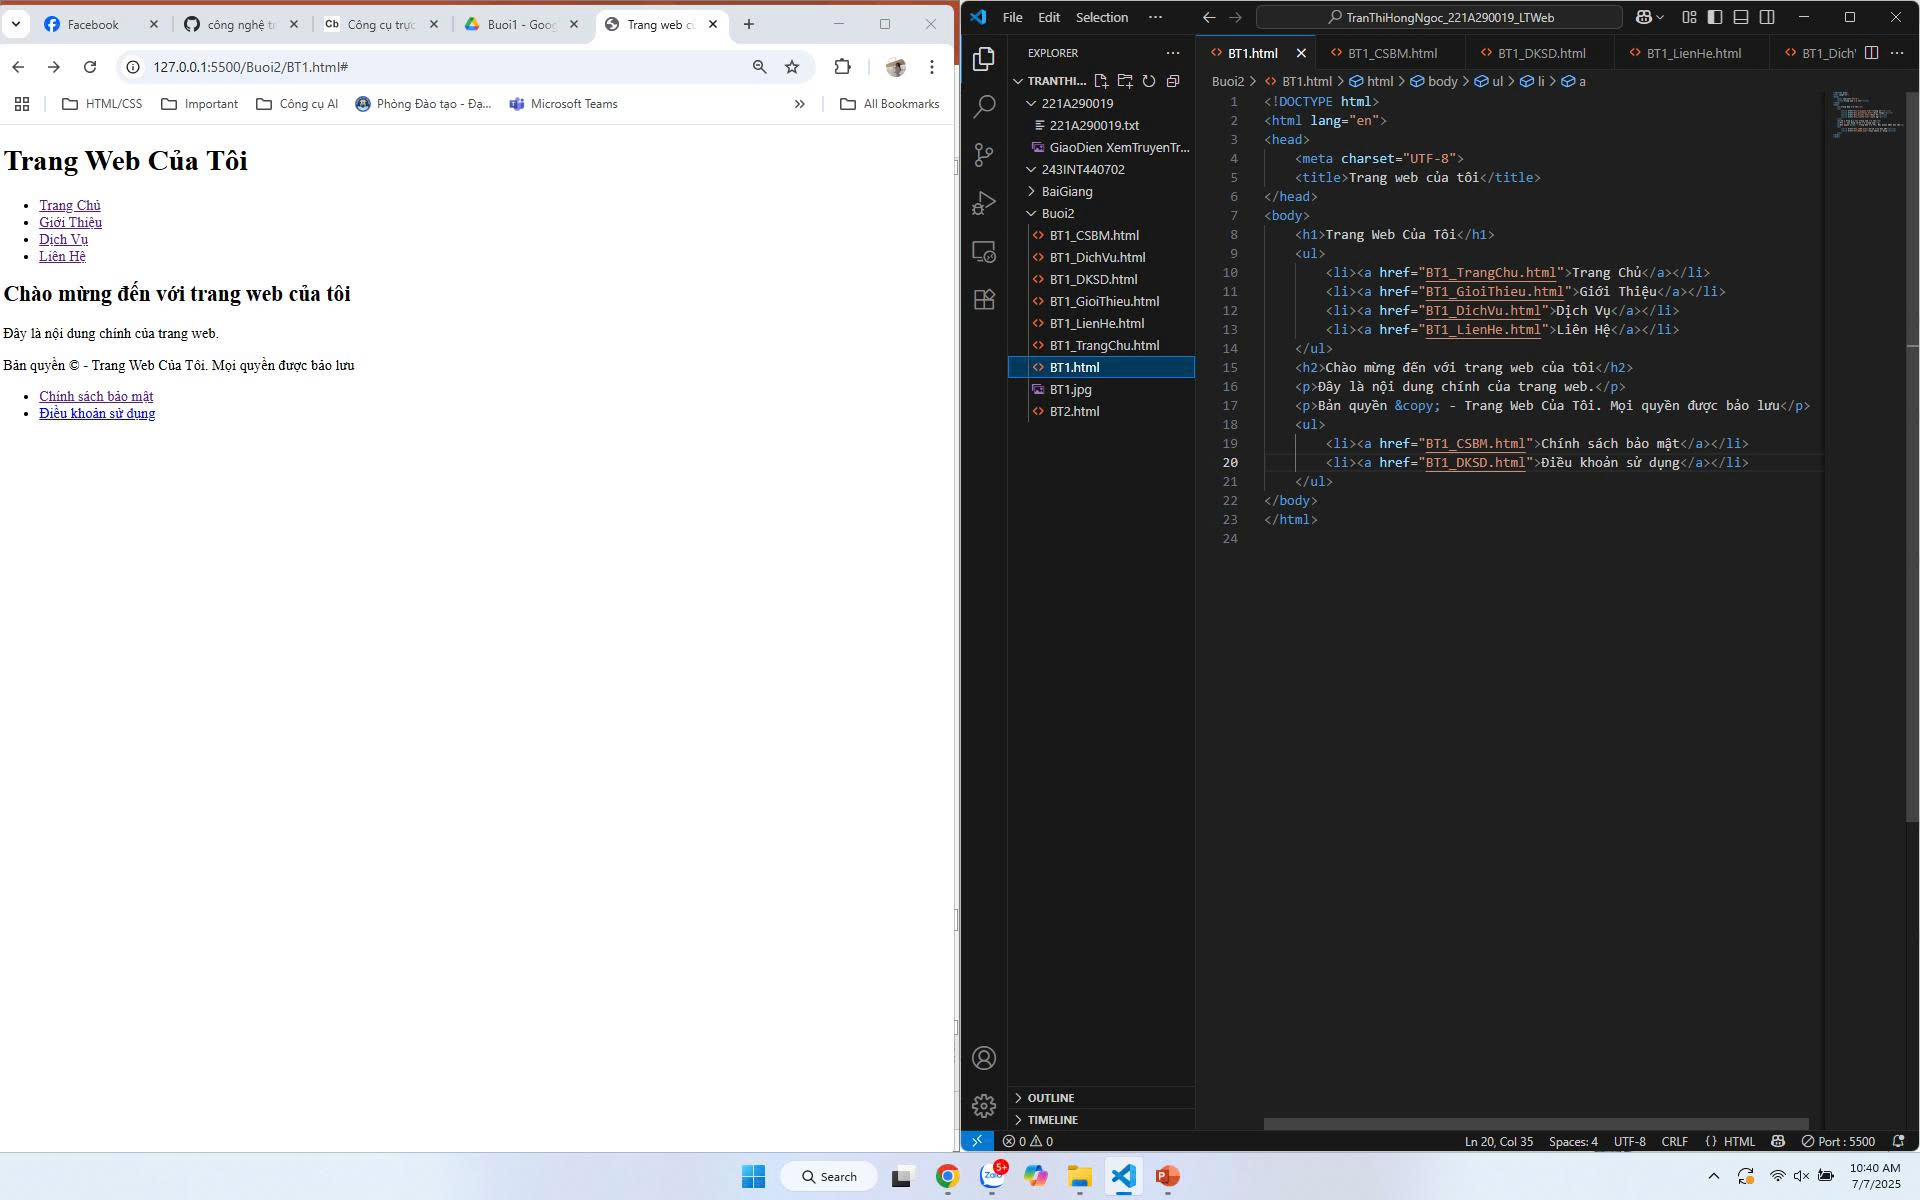 Facebook
công nghệ tr
Cb Công cụ trực
Buoi1 - Goog
Trang web củ
127.0.0.1:5500/Buoi2/BT1.html#
HTML/CSS
Important
Công cụ AI
Phòng Đào tạo - Đạ...
Microsoft Teams
All Bookmarks
Trang Web Của Tôi
Trang Chủ
Giới Thiệu
Dịch Vụ
Liên Hệ
Chào mừng đến với trang web của tôi
Đây là nội dung chính của trang web.
Bản quyền © - Trang Web Của Tôi. Mọi quyền được bảo lưu
Chính sách bảo mật
Điều khoản sử dụng
File Edit Selection ···
TranThiHongNgoc_221A290019_LTWeb
EXPLORER
TRANTHI...
221A290019
221A290019.txt
GiaoDien XemTruyenTr...
243INT440702
BaiGiang
Buoi2
BT1_CSBM.html
BT1_DichVu.html
BT1_DKSD.html
BT1_GioiThieu.html
BT1_LienHe.html
BT1_TrangChu.html
BT1.html
BT1.jpg
BT2.html
OUTLINE
TIMELINE
BT1.html
BT1_CSBM.html
BT1_DKSD.html
BT1_LienHe.html
BT1_Dich
Buoi2 > BT1.html > html > body > ul > li > a
1 <!DOCTYPE html>
2 <html lang="en">
3 <head>
4 <meta charset="UTF-8">
5 <title>Trang web của tôi</title>
6 </head>
7 <body>
8 <h1>Trang Web Của Tôi</h1>
9 <ul>
10 <li><a href="BT1_TrangChu.html">Trang Chủ</a></li>
11 <li><a href="BT1_GioiThieu.html">Giới Thiệu</a></li>
12 <li><a href="BT1_DichVu.html">Dịch Vụ</a></li>
13 <li><a href="BT1_LienHe.html">Liên Hệ</a></li>
14 </ul>
15 <h2>Chào mừng đến với trang web của tôi</h2>
16 <p>Đây là nội dung chính của trang web.</p>
17 <p>Bản quyền &copy; - Trang Web Của Tôi. Mọi quyền được bảo lưu</p>
18 <ul>
19 <li><a href="BT1_CSBM.html">Chính sách bảo mật</a></li>
20 <li><a href="BT1_DKSD.html">Điều khoản sử dụng</a></li>
21 </ul>
22 </body>
23 </html>
24
0 0
Ln 20, Col 35 Spaces: 4 UTF-8 CRLF {} HTML Port : 5500
Search
Zalo
5+
10:40 AM
7/7/2025